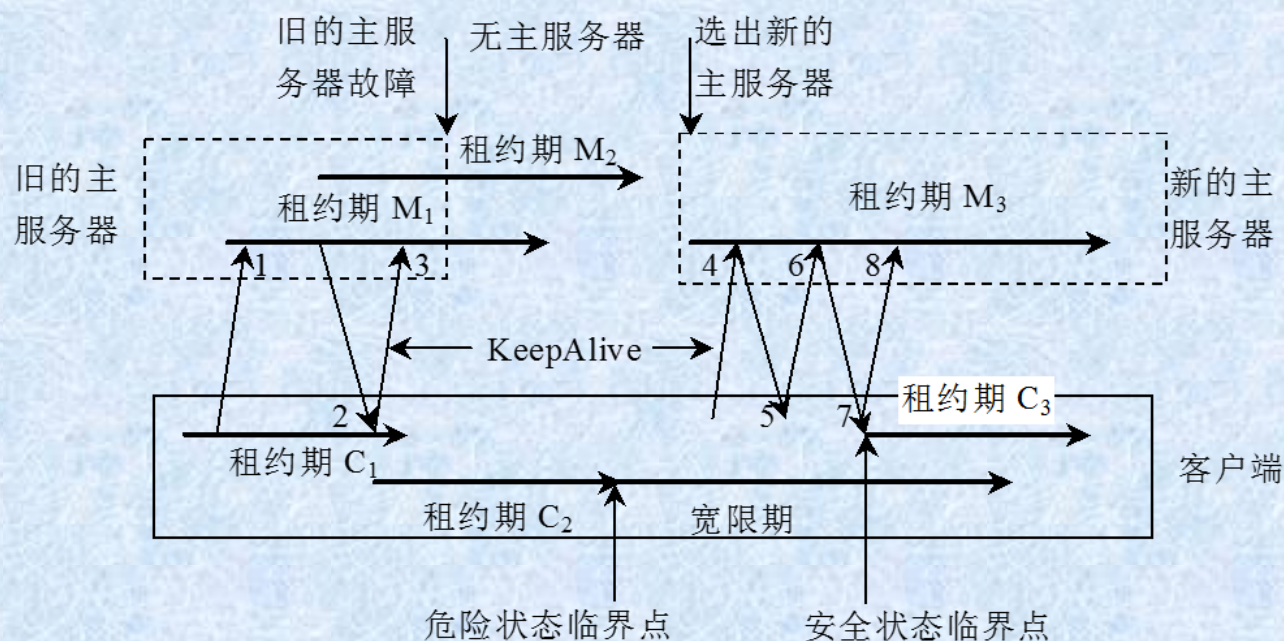 旧的主服
务器故障
无主服务器
选出新的
主服务器
租约期 M₂
旧的主
服务器
租约期 M₁
租约期 M₃
新的主
服务器
1
3
4
6
8
KeepAlive
2
5
7
租约期 C₃
租约期 C₁
客户端
租约期 C₂
宽限期
危险状态临界点
安全状态临界点